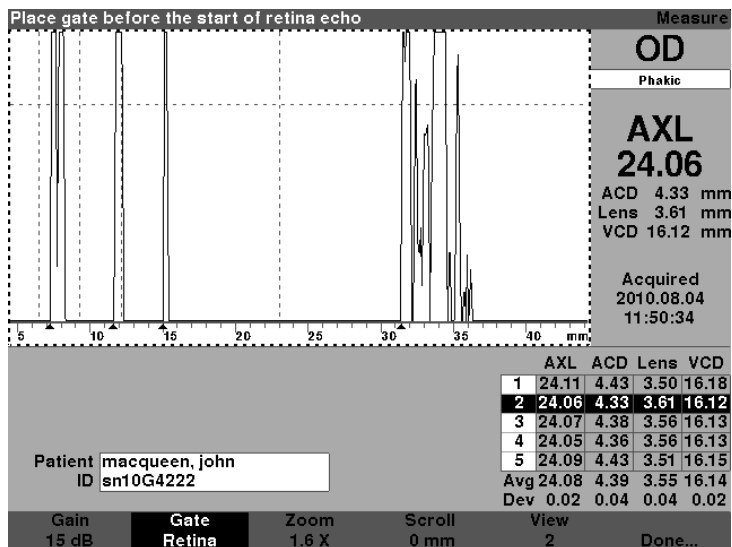 Place gate before the start of retina echo Measure
OD
Phakic
AXL
24.06
ACD 4.33 mm
Lens 3.61 mm
VCD 16.12 mm
Acquired
2010.08.04
11:50:34
5 10 15 20 25 30 35 40 mm
AXL ACD Lens VCD
1 24.11 4.43 3.50 16.18
2 24.06 4.33 3.61 16.12
3 24.07 4.38 3.56 16.13
4 24.05 4.36 3.56 16.13
5 24.09 4.43 3.51 16.15
Avg 24.08 4.39 3.55 16.14
Dev 0.02 0.04 0.04 0.02
Patient macqueen, john
ID sn10G4222
Gain Gate Zoom Scroll View
15 dB Retina 1.6 X 0 mm 2 Done...